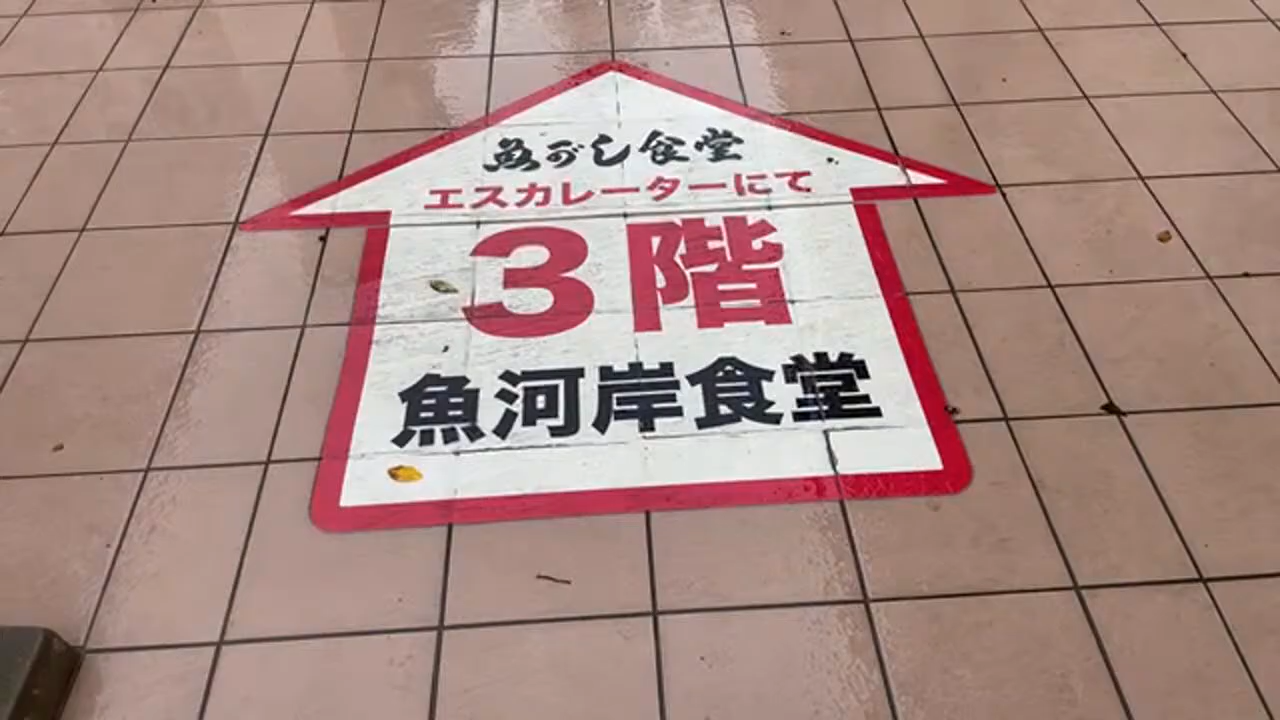 魚がし食堂
エスカレーターにて
3階
魚河岸食堂